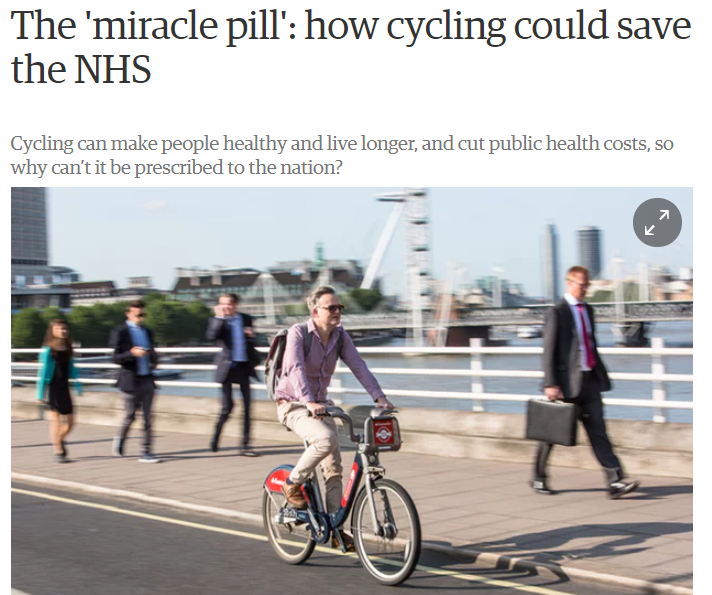 The 'miracle pill': how cycling could save
the NHS
Cycling can make people healthy and live longer, and cut public health costs, so
why can't it be prescribed to the nation?